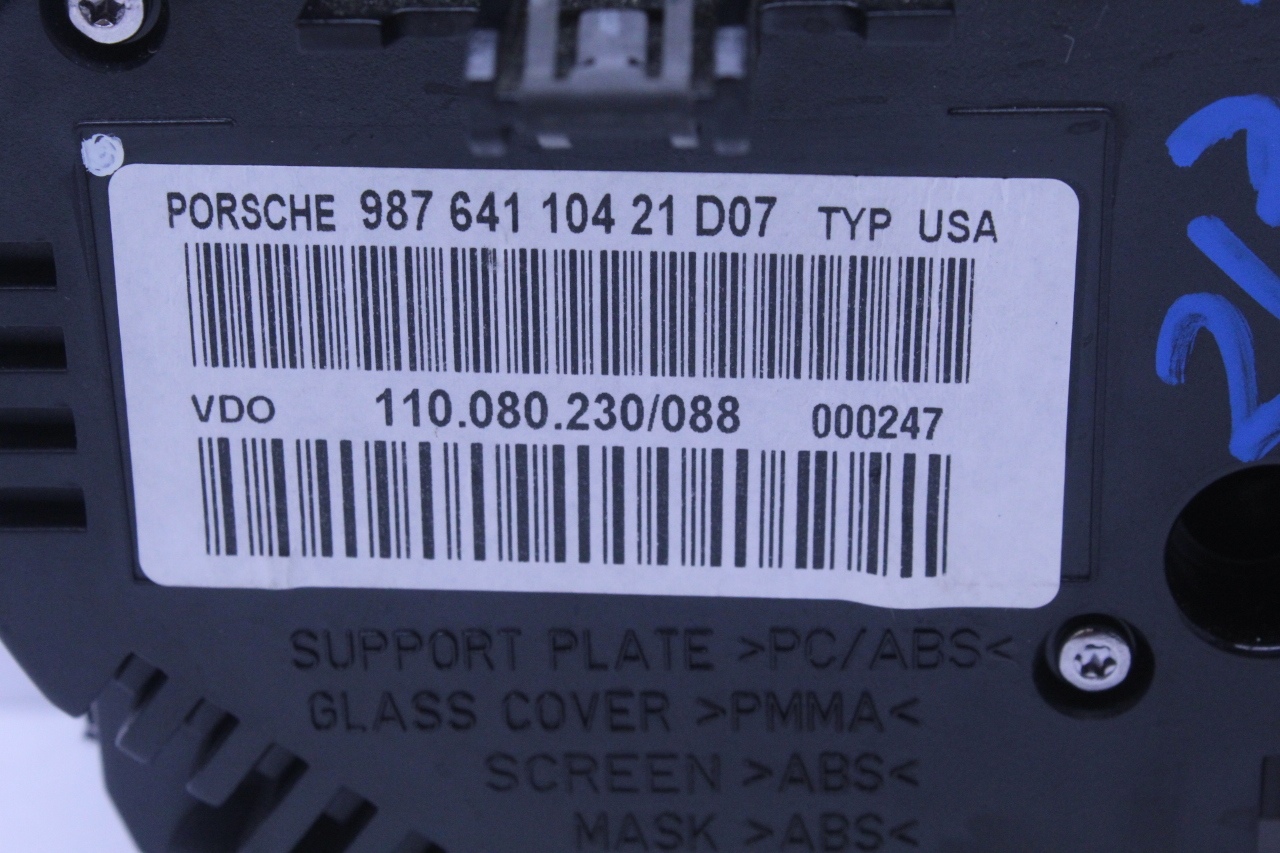 PORSCHE 987 641 104 21 D07 TYP USA
VDO 110.080.230/088 000247
SUPPORT PLATE >PC/ABS<
GLASS COVER >PMMA<
SCREEN >ABS<
MASK >ABS<